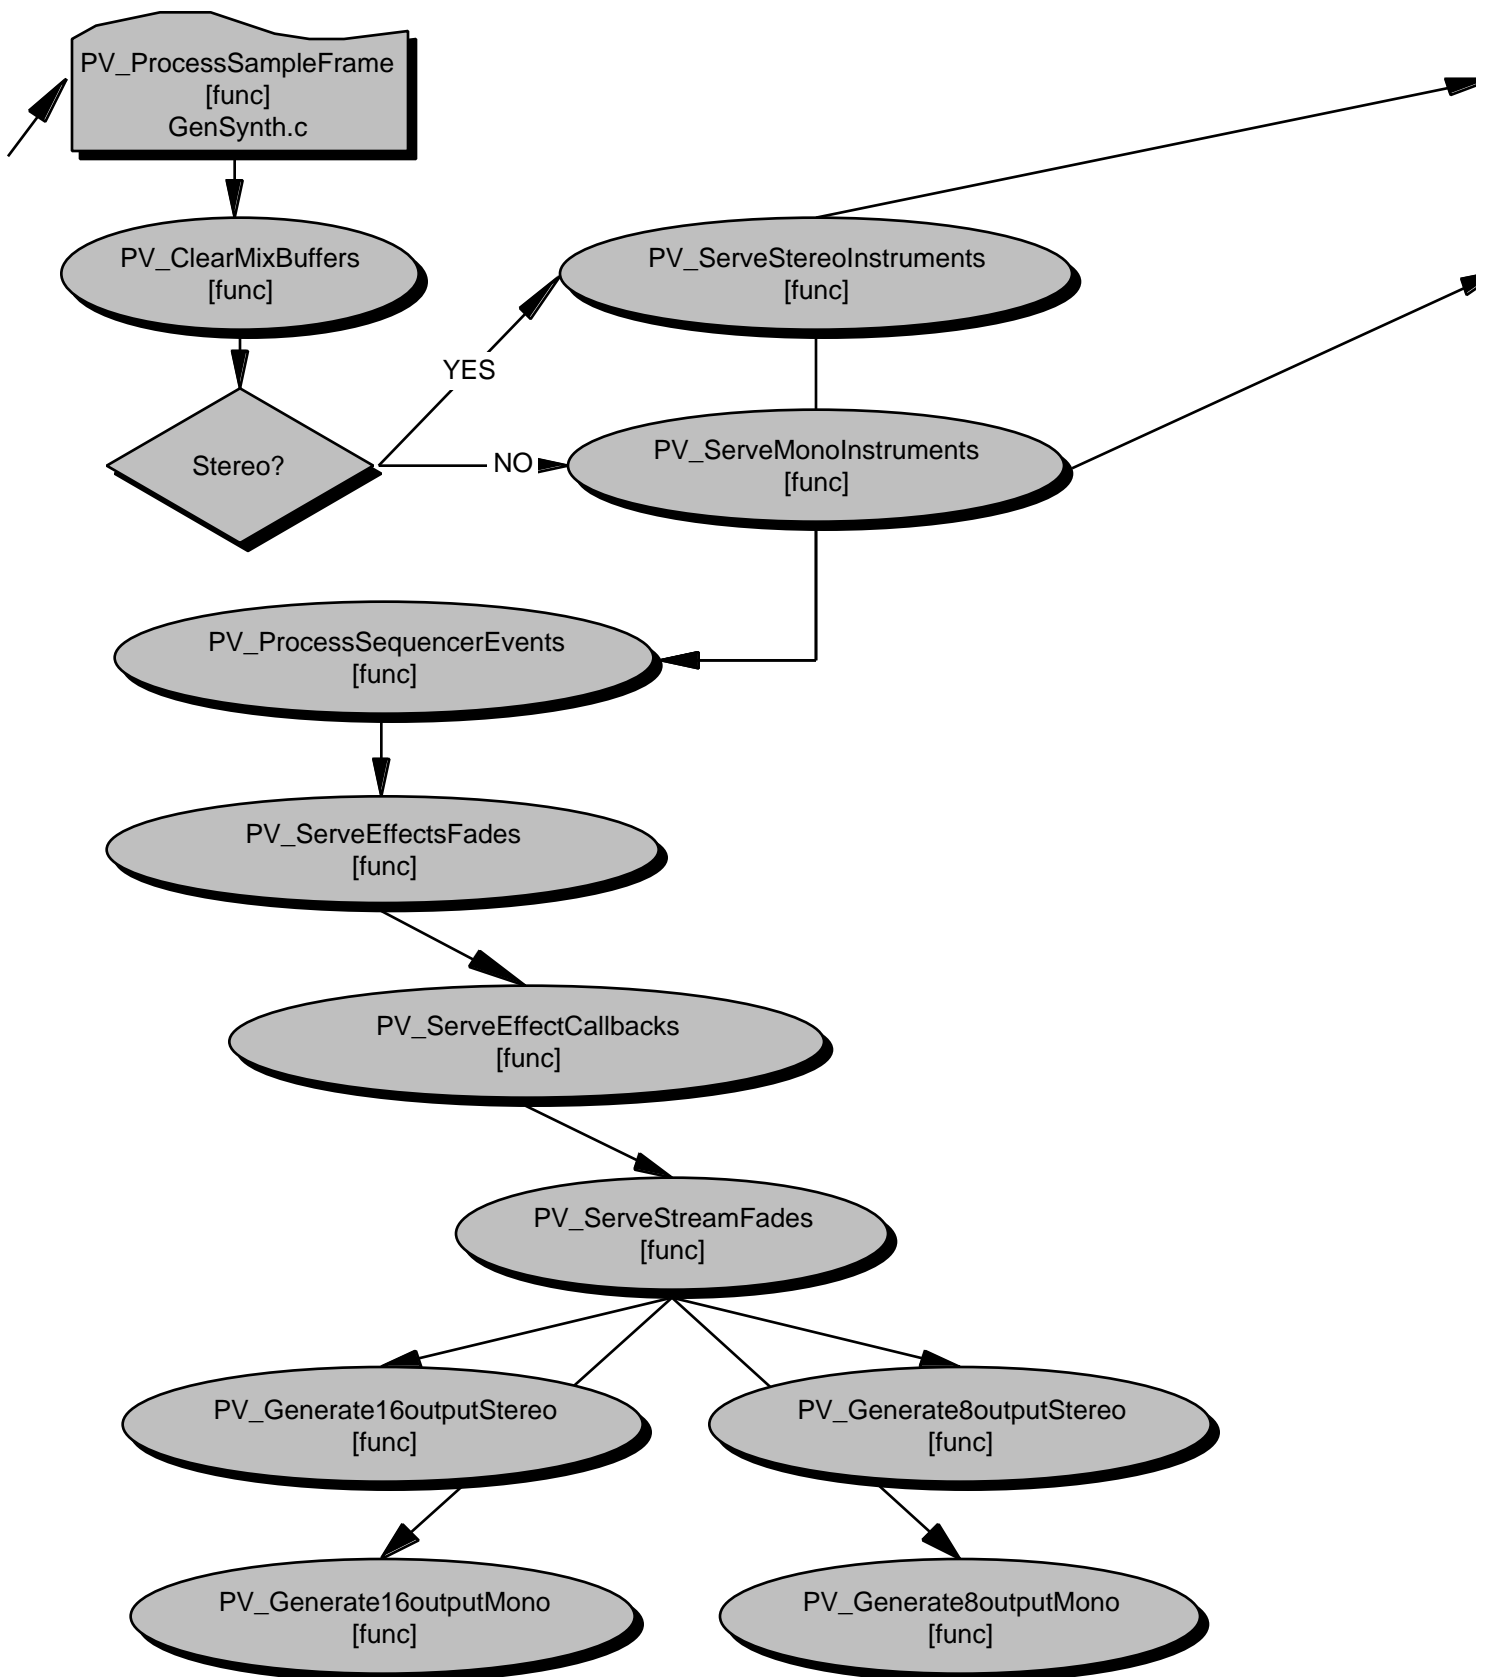 PV_ProcessSampleFrame
[func]
GenSynth.c
PV_ClearMixBuffers
[func]
PV_ServeStereoInstruments
[func]
YES
Stereo?
NO
PV_ServeMonoInstruments
[func]
PV_ProcessSequencerEvents
[func]
PV_ServeEffectsFades
[func]
PV_ServeEffectCallbacks
[func]
PV_ServeStreamFades
[func]
PV_Generate16outputStereo
[func]
PV_Generate8outputStereo
[func]
PV_Generate16outputMono
[func]
PV_Generate8outputMono
[func]